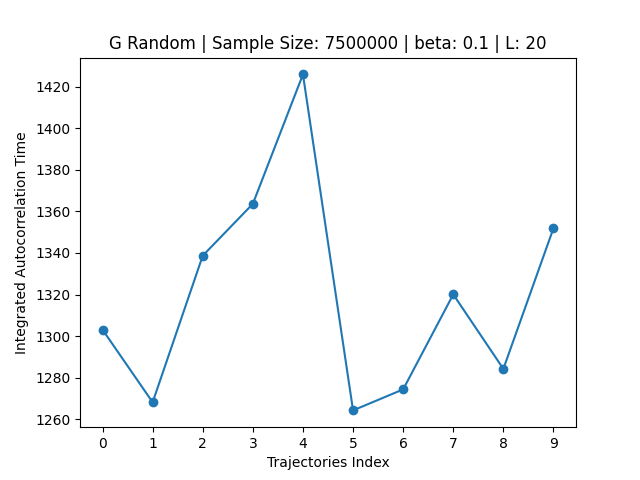 G Random | Sample Size: 7500000 | beta: 0.1 | L: 20
Integrated Autocorrelation Time
1420
1400
1380
1360
1340
1320
1300
1280
1260
0 1 2 3 4 5 6 7 8 9
Trajectories Index